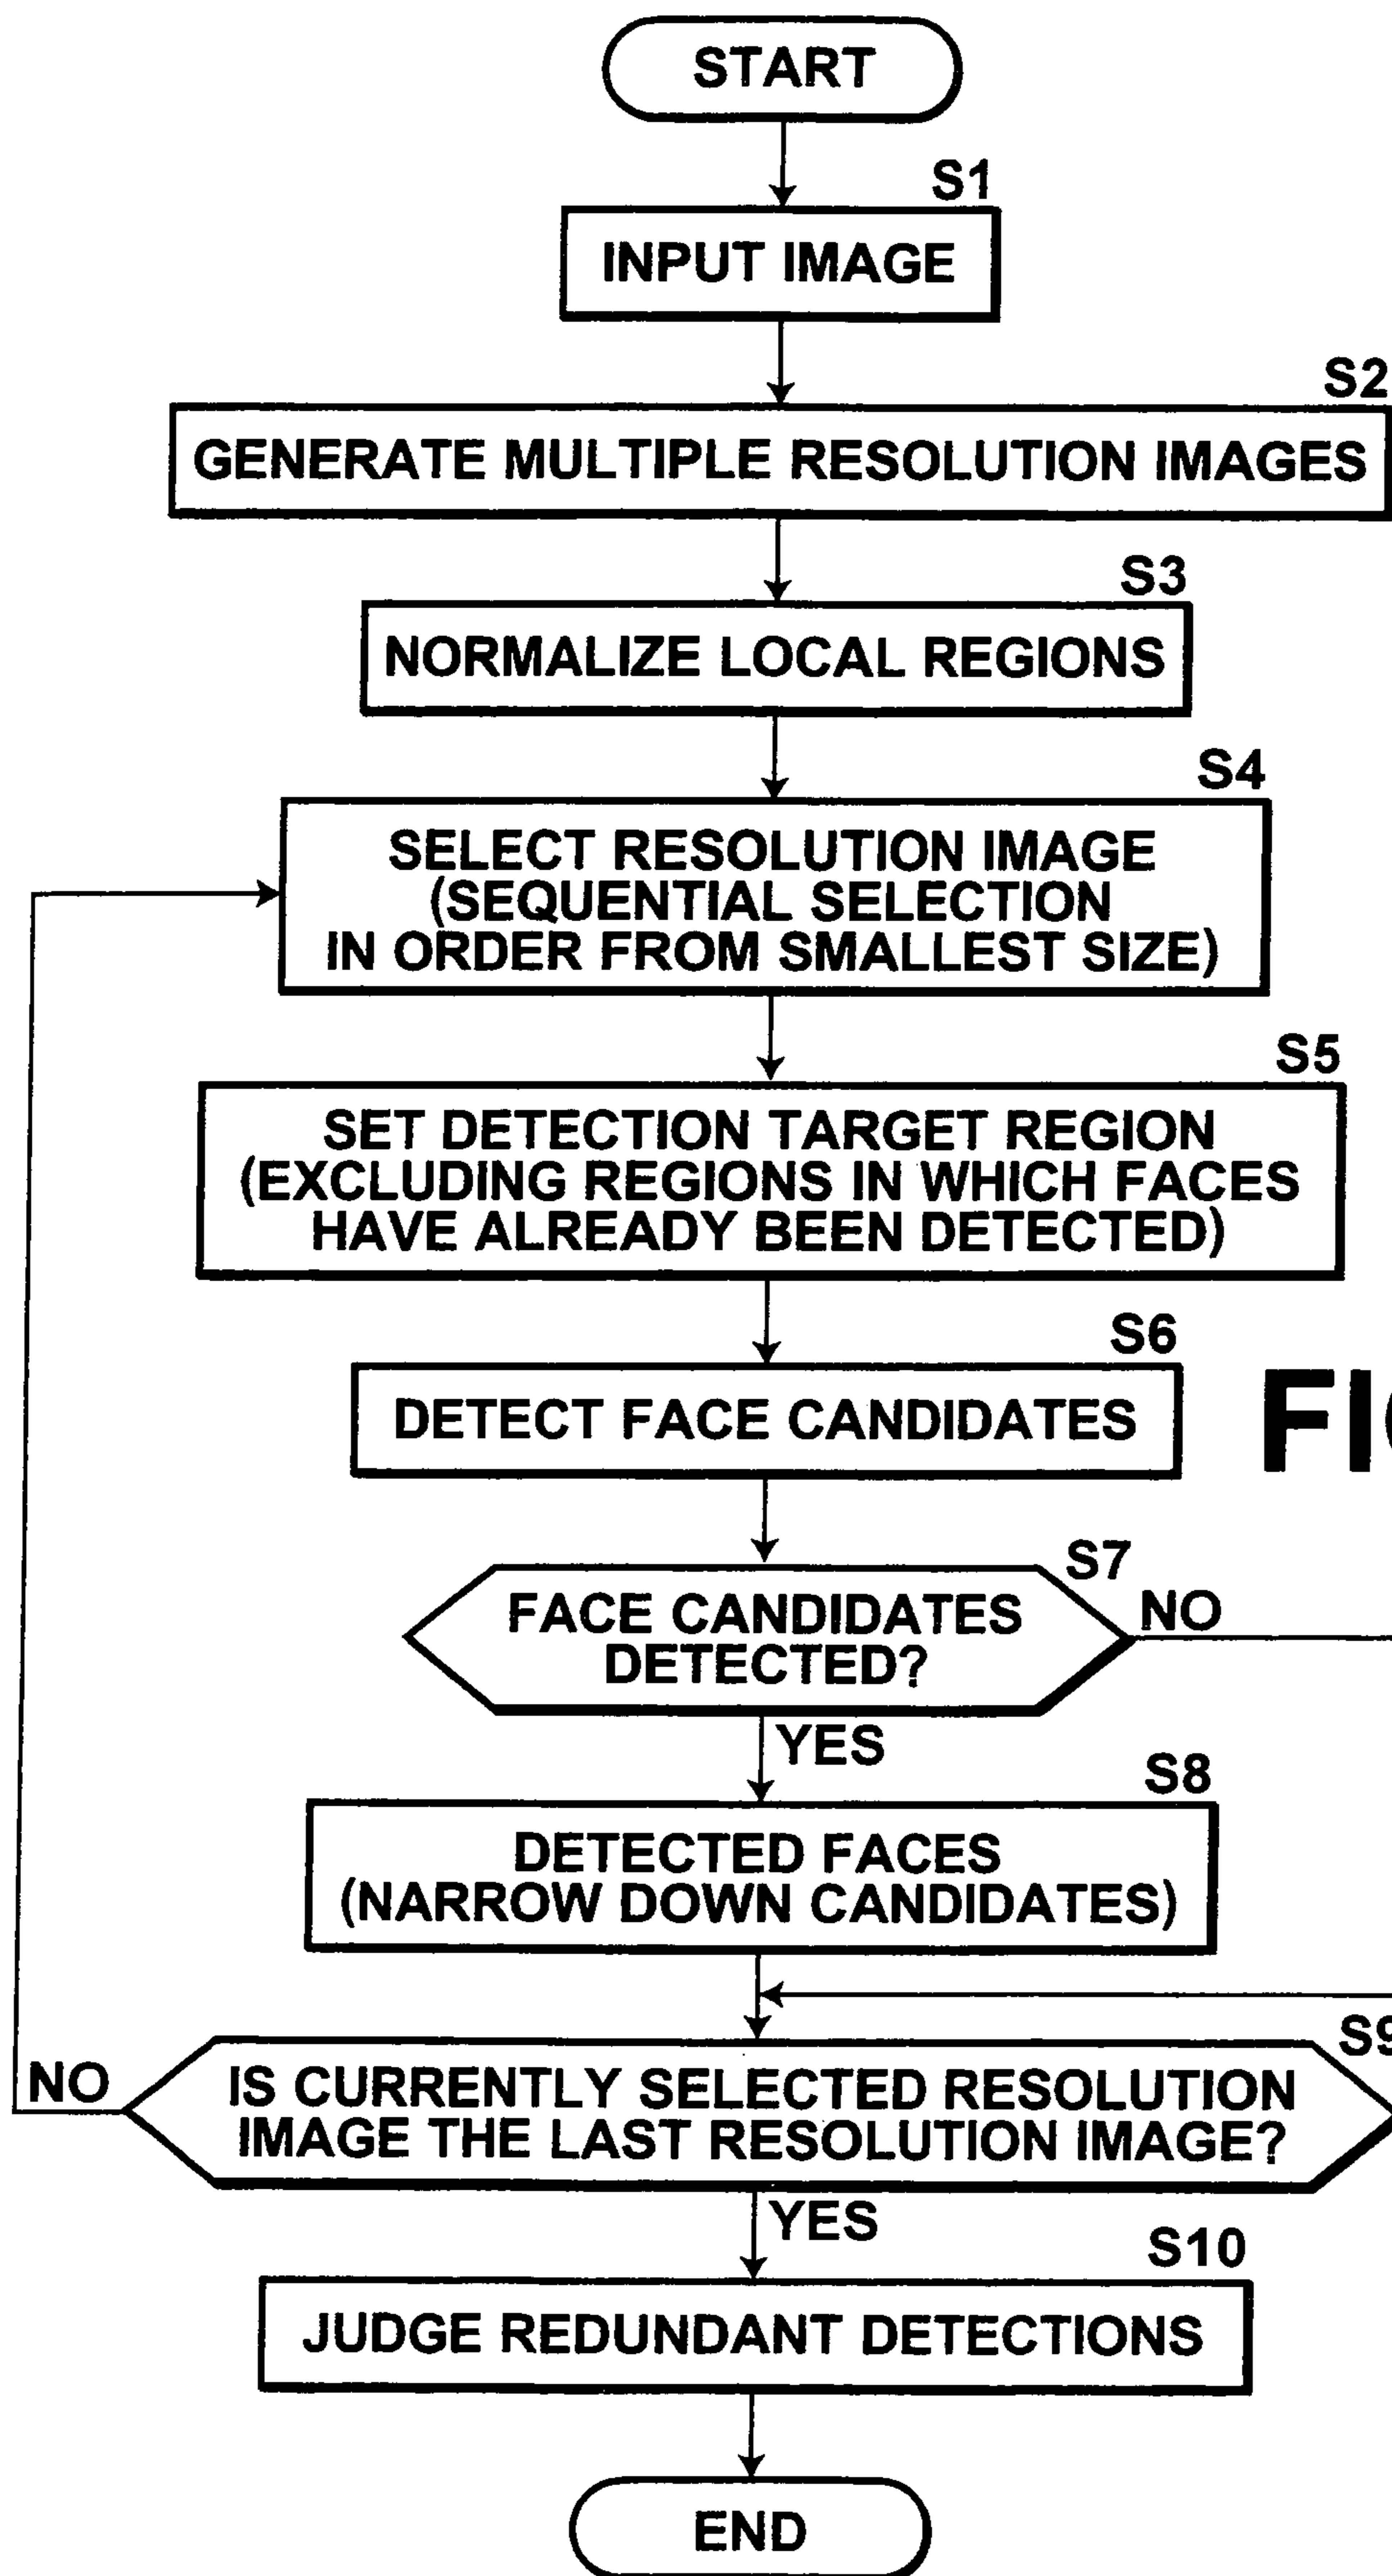 START
S1
INPUT IMAGE
S2
GENERATE MULTIPLE RESOLUTION IMAGES
S3
NORMALIZE LOCAL REGIONS
S4
SELECT RESOLUTION IMAGE
(SEQUENTIAL SELECTION
IN ORDER FROM SMALLEST SIZE)
S5
SET DETECTION TARGET REGION
(EXCLUDING REGIONS IN WHICH FACES
HAVE ALREADY BEEN DETECTED)
S6
DETECT FACE CANDIDATES
S7
FACE CANDIDATES
DETECTED?
NO
YES
S8
DETECTED FACES
(NARROW DOWN CANDIDATES)
S9
NO
IS CURRENTLY SELECTED RESOLUTION
IMAGE THE LAST RESOLUTION IMAGE?
YES
S10
JUDGE REDUNDANT DETECTIONS
END